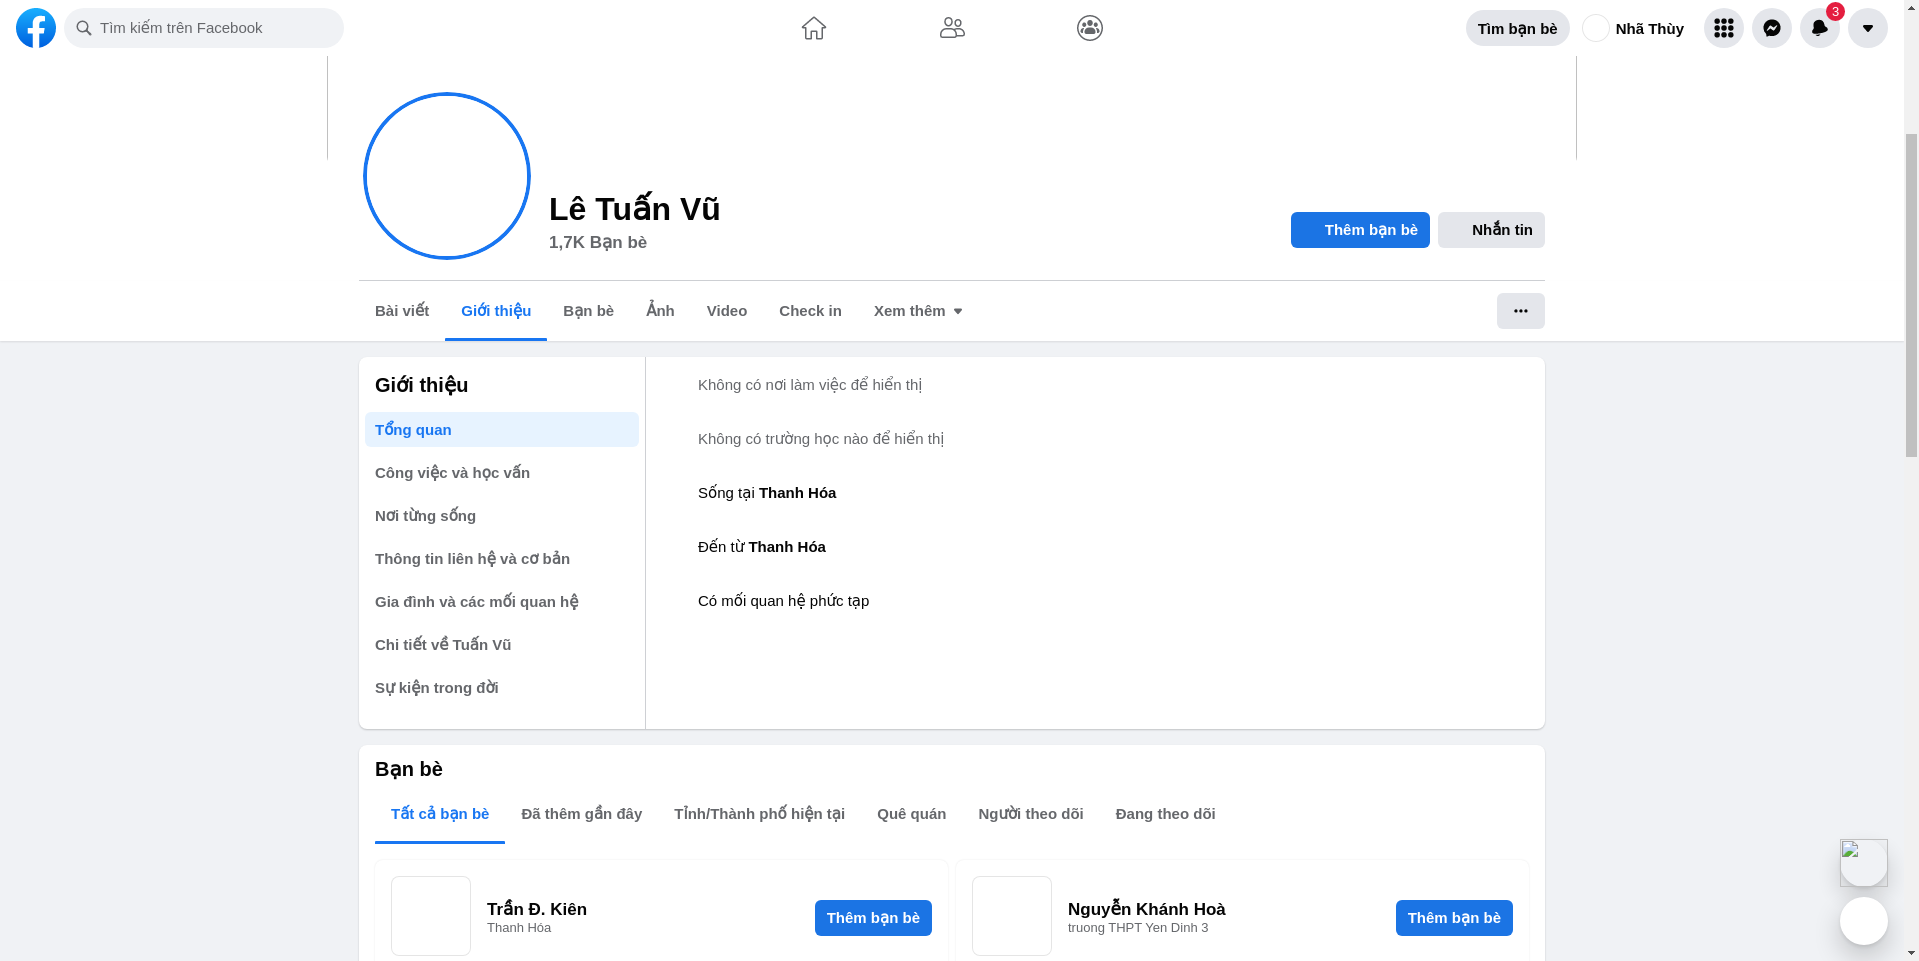 Tìm kiếm trên Facebook
Tìm bạn bè
Nhã Thùy
3
Lê Tuấn Vũ
1,7K Bạn bè
Thêm bạn bè
Nhắn tin
Bài viết
Giới thiệu
Bạn bè
Ảnh
Video
Check in
Xem thêm
Giới thiệu
Tổng quan
Công việc và học vấn
Nơi từng sống
Thông tin liên hệ và cơ bản
Gia đình và các mối quan hệ
Chi tiết về Tuấn Vũ
Sự kiện trong đời
Không có nơi làm việc để hiển thị
Không có trường học nào để hiển thị
Sống tại Thanh Hóa
Đến từ Thanh Hóa
Có mối quan hệ phức tạp
Bạn bè
Tất cả bạn bè
Đã thêm gần đây
Tỉnh/Thành phố hiện tại
Quê quán
Người theo dõi
Đang theo dõi
Trần Đ. Kiên
Thanh Hóa
Thêm bạn bè
Nguyễn Khánh Hoà
truong THPT Yen Dinh 3
Thêm bạn bè